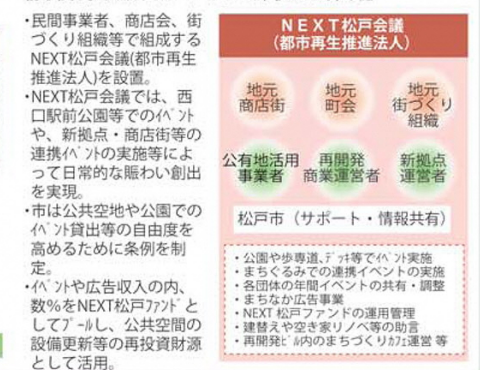 ・民間事業者、商店会、街
づくり組織等で組成する
NEXT松戸会議(都市再生
推進法人)を設置。
・NEXT松戸会議では、西
口駅前公園等でのｲﾍﾞﾝﾄ
や、新拠点・商店街等の
連携ｲﾍﾞﾝﾄの実施等によ
って日常的な賑わい創出
を実現。
・市は公共空地や公園での
イベント貸出等の自由度を
高めるために条例を制
定。
・イベントや広告収入の内、
数%をNEXT松戸ﾌｧﾝﾄﾞと
してﾌﾟｰﾙし、公共空間の
設備更新等の再投資財源
として活用。
ＮＥＸＴ松戸会議
（都市再生推進法人）
地元
商店街
地元
町会
地元
街づくり
組織
公有地活用
事業者
再開発
商業運営者
新拠点
運営者
松戸市（サポート・情報共有）
・公園や歩専道、ﾃﾞｯｷ等でイベント実施
・まちぐるみでの連携イベントの実施
・各団体の年間イベントの共有・調整
・まちなか広告事業
・NEXT 松戸ファンドの運用管理
・建替えや空き家リノベ等の助言
・再開発ﾋﾞﾙ内のまちづくりカフェ運営 等